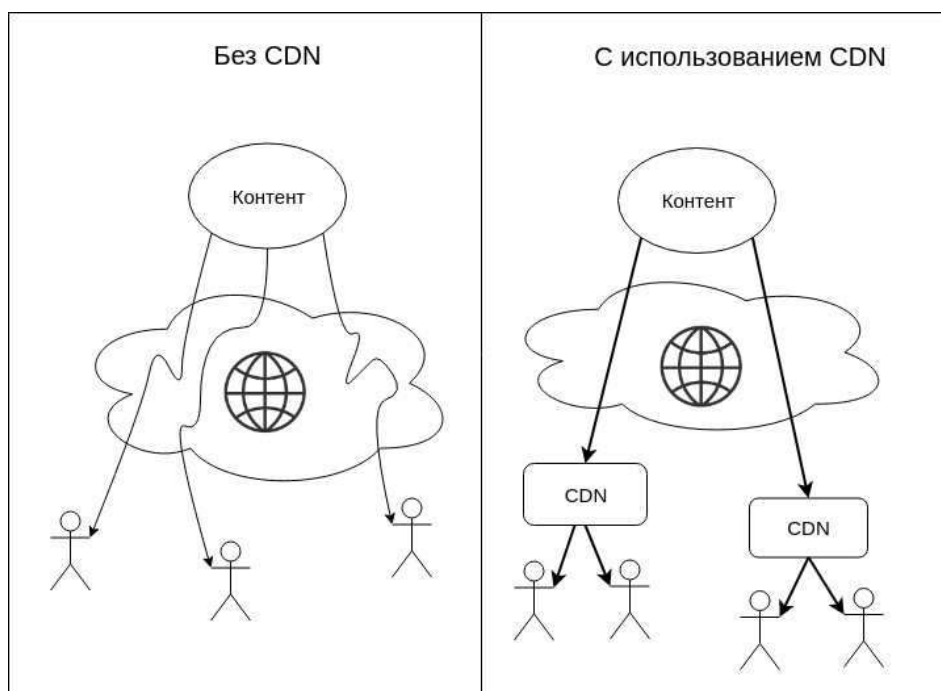 Без CDN
Контент
С использованием CDN
Контент
CDN
CDN